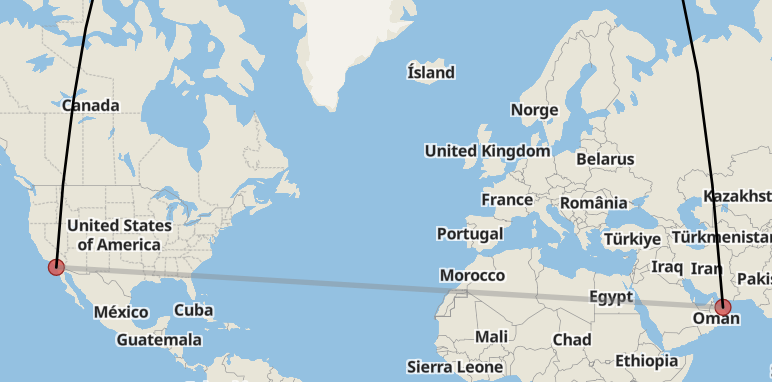 Ísland
Canada
Norge
United Kingdom
Belarus
France
România
Kazakhst
United States
of America
Portugal
Türkiye
Türkmenistan
Morocco
Iraq
Iran
Pakis
Egypt
México
Cuba
Oman
Guatemala
Mali
Chad
Ethiopia
Sierra Leone